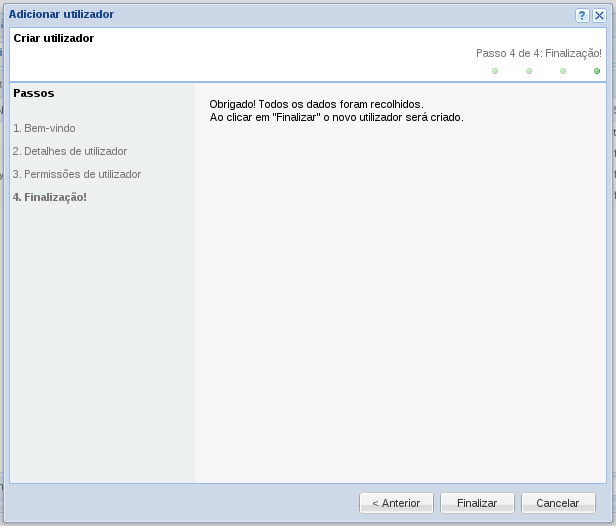 Adicionar utilizador
Criar utilizador
Passo 4 de 4: Finalização!
Passos
1. Bem-vindo
2. Detalhes de utilizador
3. Permissões de utilizador
4. Finalização!
Obrigado! Todos os dados foram recolhidos.
Ao clicar em "Finalizar" o novo utilizador será criado.
< Anterior
Finalizar
Cancelar